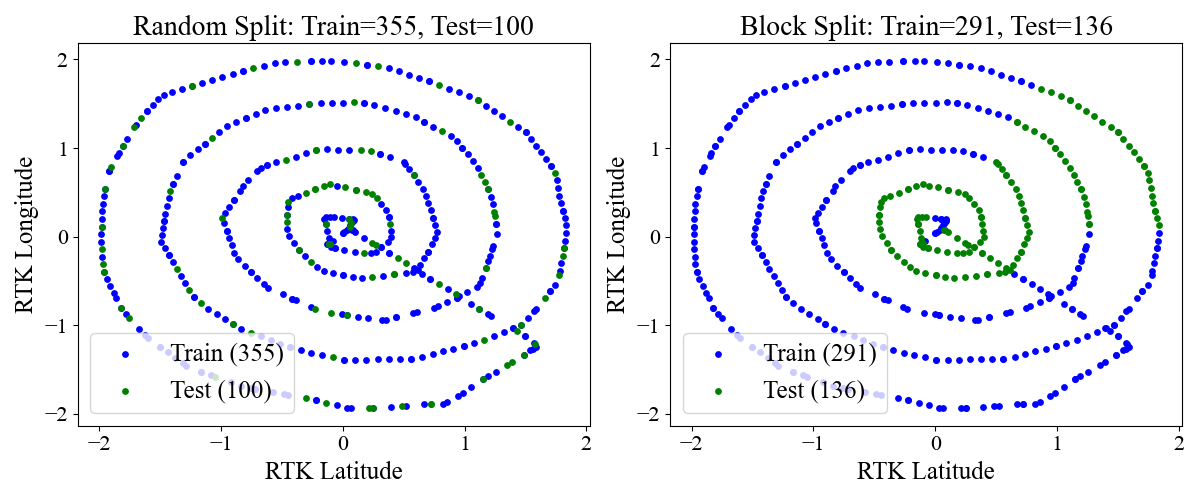 Random Split: Train=355, Test=100
RTK Longitude
2
1
0
−1
−2
Train (355)
Test (100)
−2 −1 0 1 2
RTK Latitude
Block Split: Train=291, Test=136
RTK Longitude
2
1
0
−1
−2
Train (291)
Test (136)
−2 −1 0 1 2
RTK Latitude